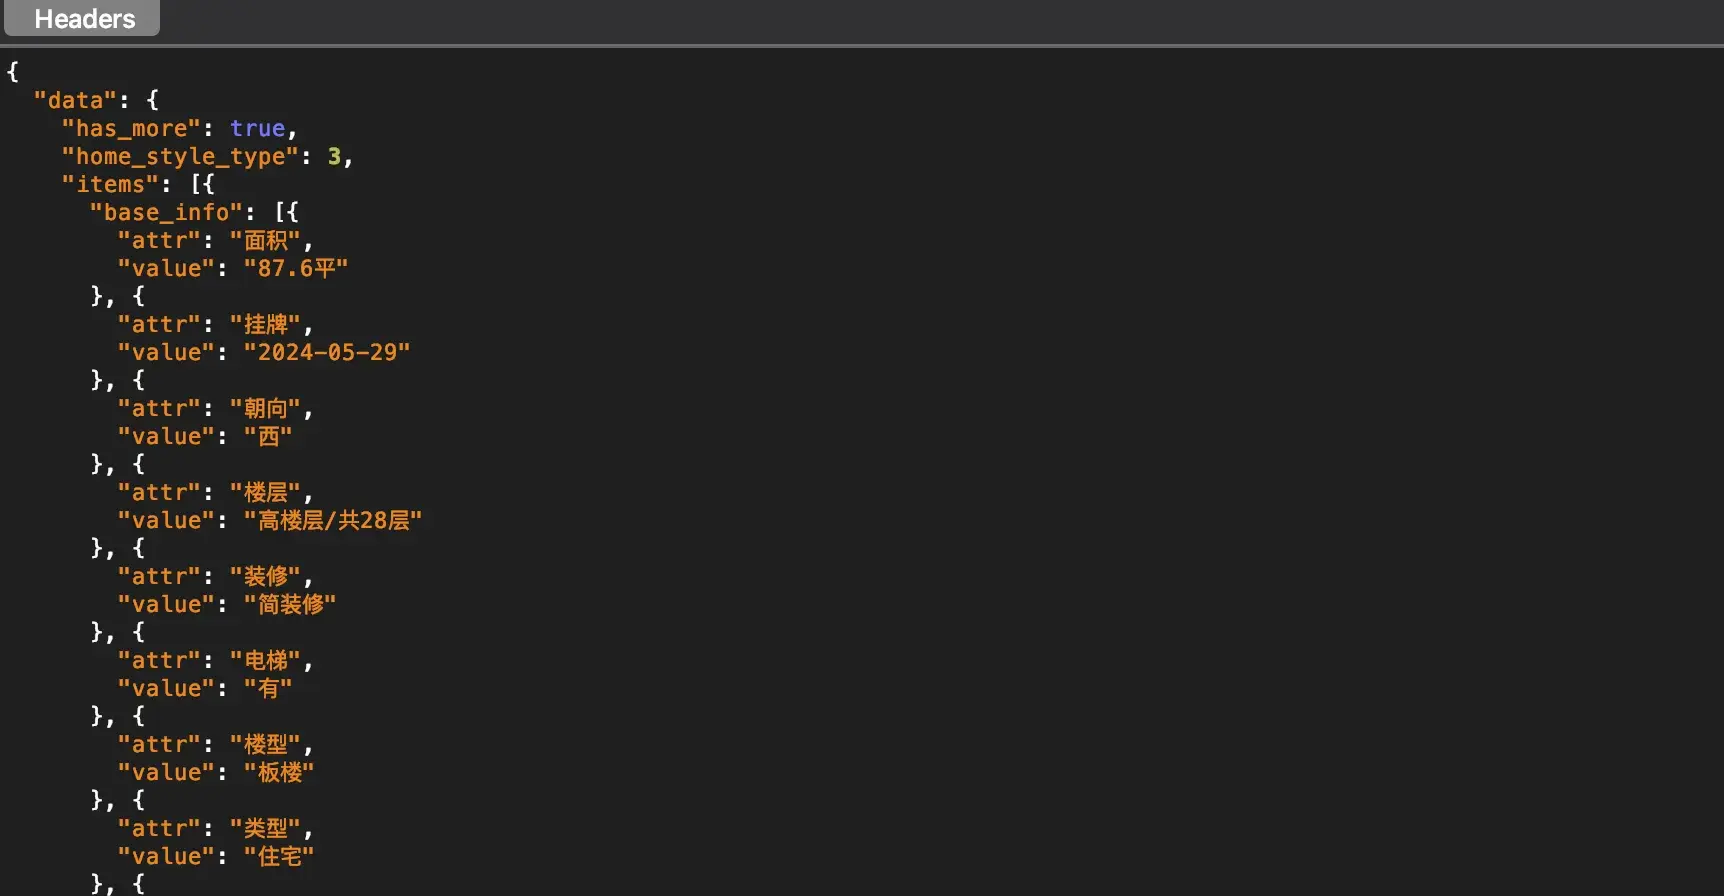 Headers
{
"data": {
"has_more": true,
"home_style_type": 3,
"items": [{
"base_info": [{
"attr": "面积",
"value": "87.6平"
}, {
"attr": "挂牌",
"value": "2024-05-29"
}, {
"attr": "朝向",
"value": "西"
}, {
"attr": "楼层",
"value": "高楼层/共28层"
}, {
"attr": "装修",
"value": "简装修"
}, {
"attr": "电梯",
"value": "有"
}, {
"attr": "楼型",
"value": "板楼"
}, {
"attr": "类型",
"value": "住宅"
}, {